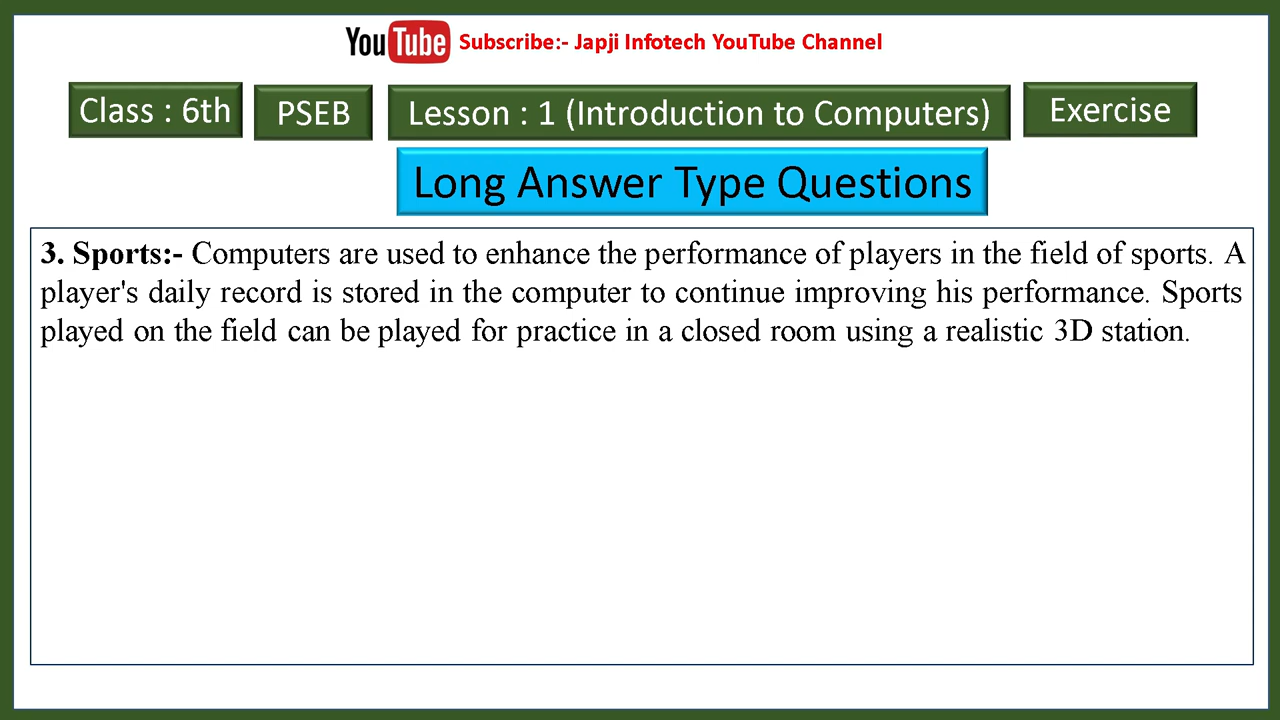 YouTube Subscribe:- Japji Infotech YouTube Channel
Class : 6th PSEB Lesson : 1 (Introduction to Computers) Exercise
Long Answer Type Questions
3. Sports:- Computers are used to enhance the performance of players in the field of sports. A
player's daily record is stored in the computer to continue improving his performance. Sports
played on the field can be played for practice in a closed room using a realistic 3D station.